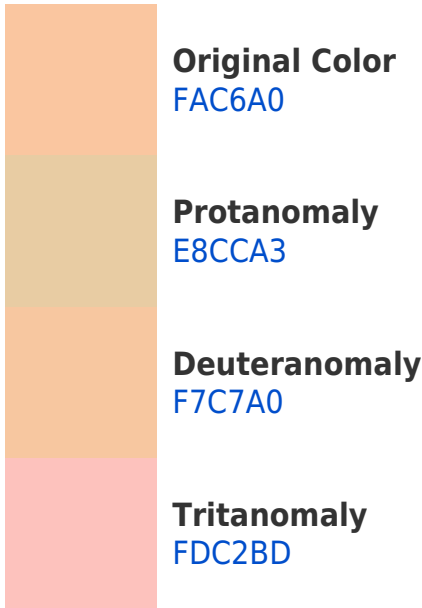 Original Color
FAC6A0
Protanomaly
E8CCA3
Deuteranomaly
F7C7A0
Tritanomaly
FDC2BD